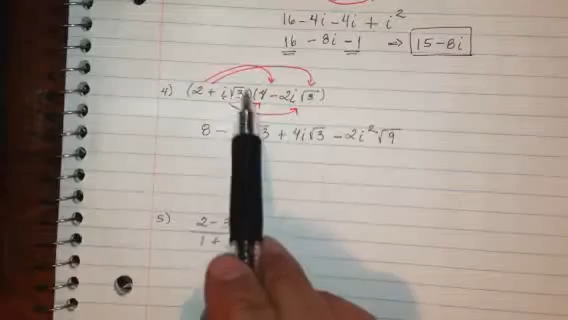 16-4i-4i+i²
16-8i-1 ⇒ 15-8i
4) (2+i√3)(4-2i√3)
8- 3+4i√3-2i²√9
5) 2-
1+